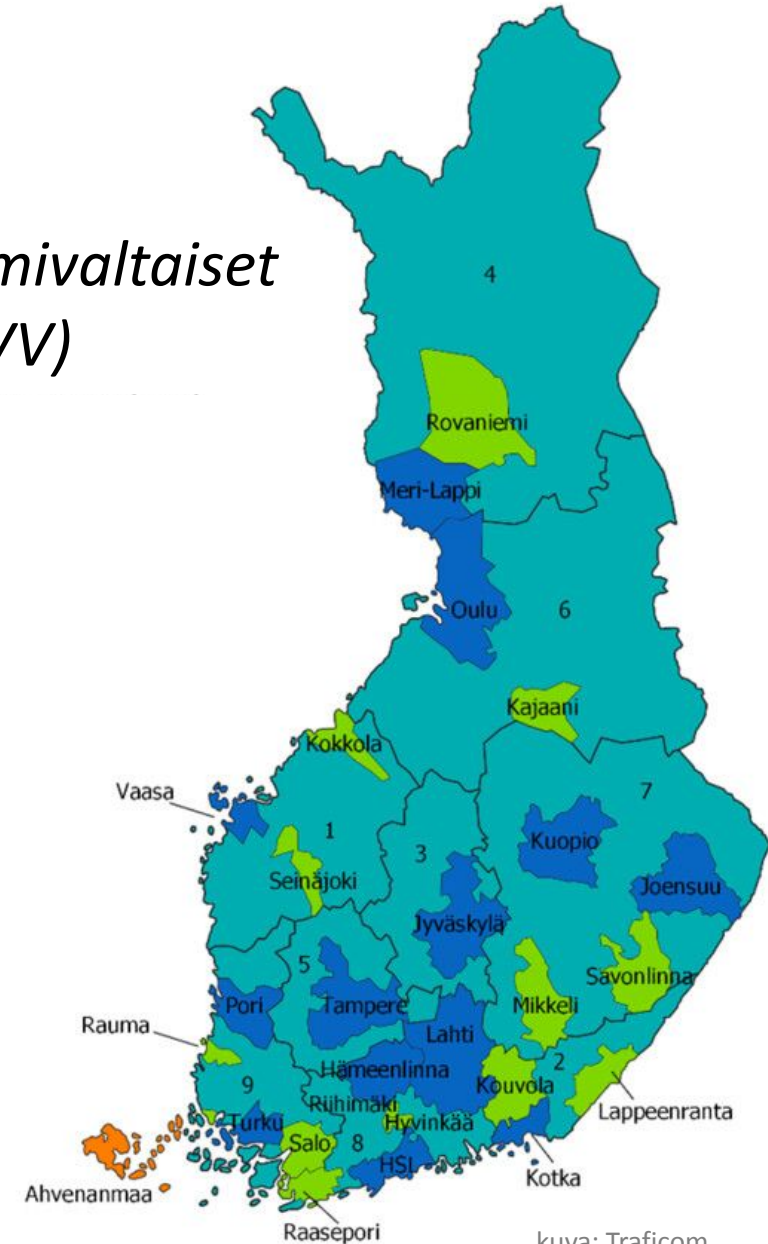 mivaltaiset
VV)
4
Rovaniemi
Meri-Lappi
Oulu
6
Kajaani
Kokkola
Vaasa
7
1
3
Kuopio
Seinäjoki
Joensuu
Jyväskylä
5
Savonlinna
Pori
Tampere
Mikkeli
Rauma
Lahti
2
Hämeenlinna
9
Kouvola
Riihimäki
Lappeenranta
Turku
Hyvinkää
Salo
8
HSL
Kotka
Ahvenanmaa
Raasepori
kuva: Traficom